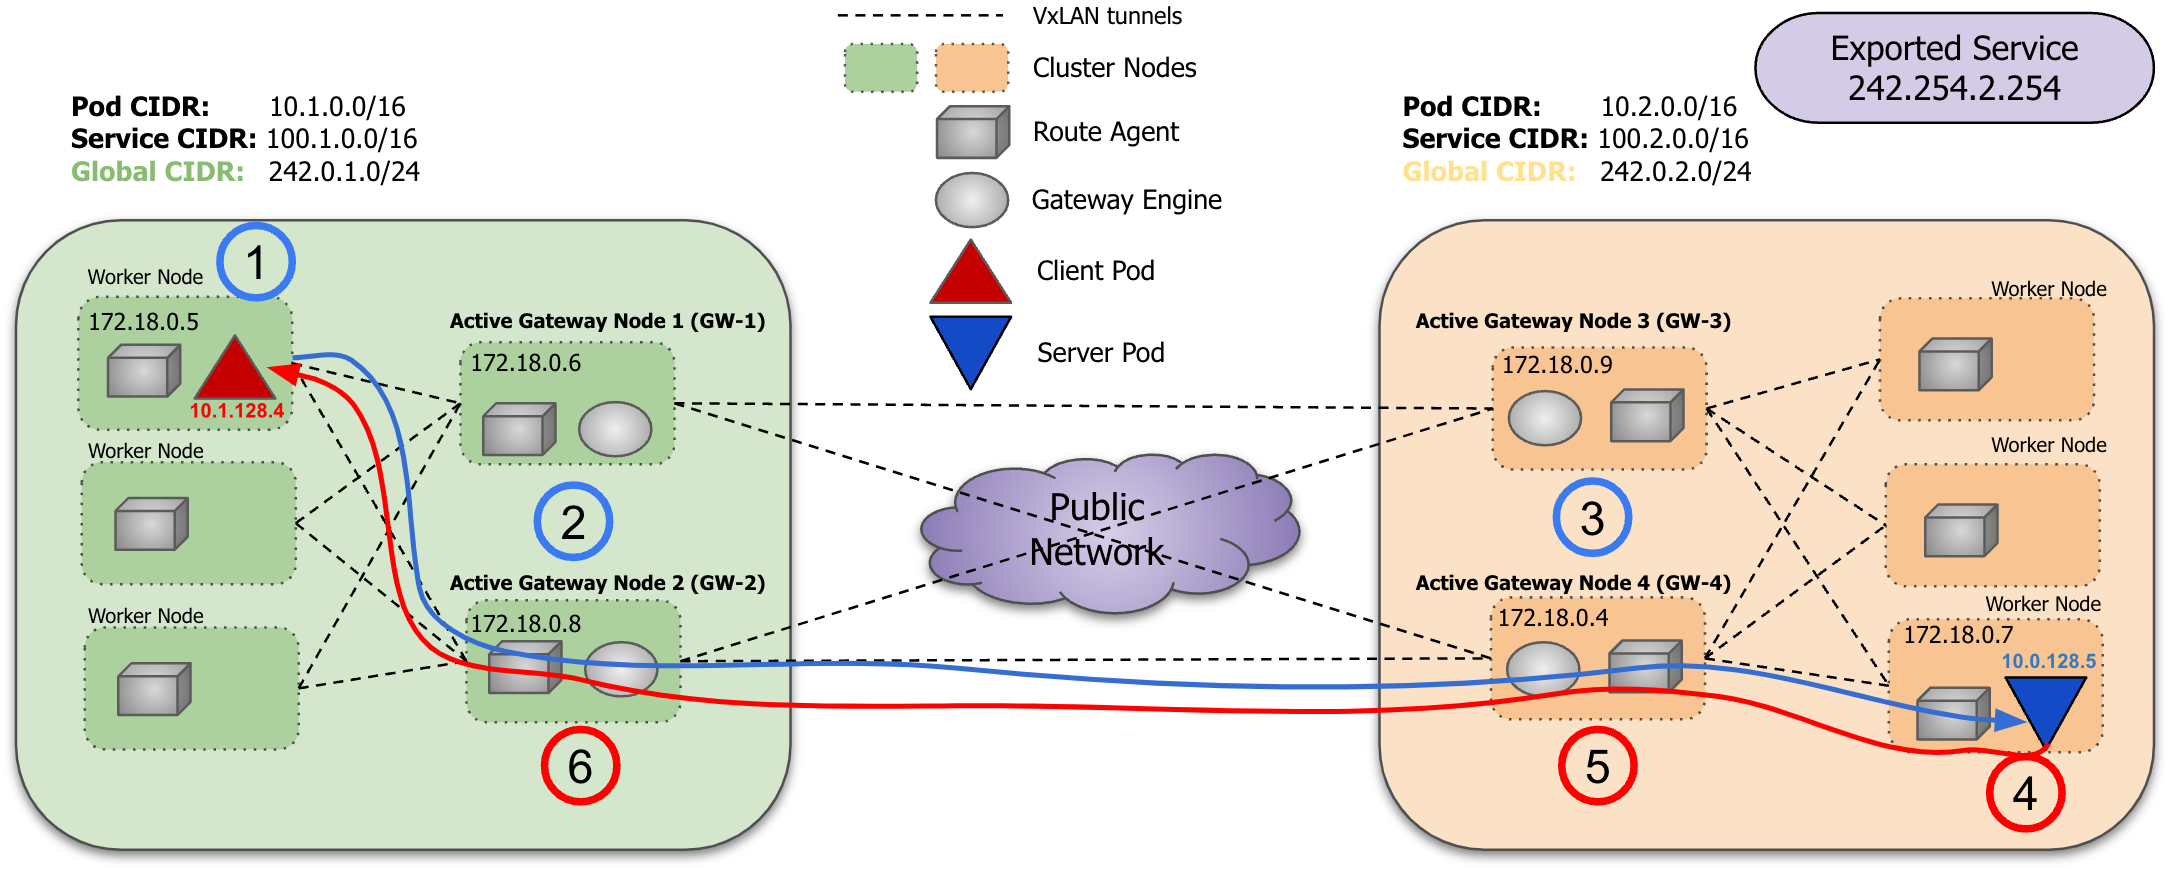 VxLAN tunnels
Cluster Nodes
Route Agent
Gateway Engine
Client Pod
Server Pod
Exported Service
242.254.2.254
Pod CIDR: 10.1.0.0/16
Service CIDR: 100.1.0.0/16
Global CIDR: 242.0.1.0/24
Pod CIDR: 10.2.0.0/16
Service CIDR: 100.2.0.0/16
Global CIDR: 242.0.2.0/24
1
Worker Node
172.18.0.5
10.1.128.4
Worker Node
Worker Node
Active Gateway Node 1 (GW-1)
172.18.0.6
2
Active Gateway Node 2 (GW-2)
172.18.0.8
6
Public
Network
Active Gateway Node 3 (GW-3)
172.18.0.9
3
Active Gateway Node 4 (GW-4)
172.18.0.4
5
Worker Node
Worker Node
Worker Node
172.18.0.7
10.0.128.5
4